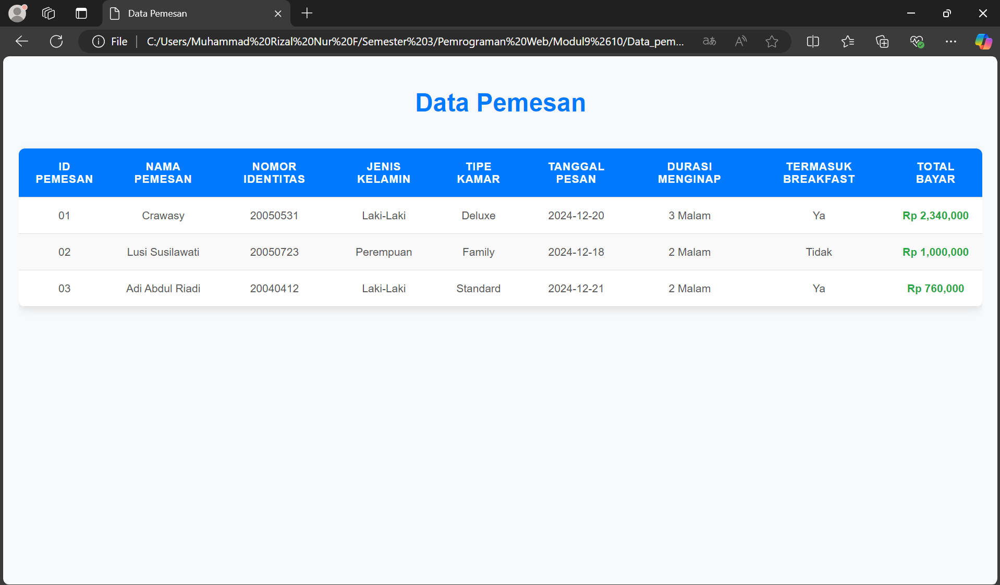 Data Pemesan
File
C:/Users/Muhammad%20Rizal%20Nur%20F/Semester%203/Pemrograman%20Web/Modul9%2610/Data_pem...
Data Pemesan
ID PEMESAN NAMA PEMESAN NOMOR IDENTITAS JENIS KELAMIN TIPE KAMAR TANGGAL PESAN DURASI MENGINAP TERMASUK BREAKFAST TOTAL BAYAR
01 Crawasy 20050531 Laki-Laki Deluxe 2024-12-20 3 Malam Ya Rp 2,340,000
02 Lusi Susilawati 20050723 Perempuan Family 2024-12-18 2 Malam Tidak Rp 1,000,000
03 Adi Abdul Riadi 20040412 Laki-Laki Standard 2024-12-21 2 Malam Ya Rp 760,000